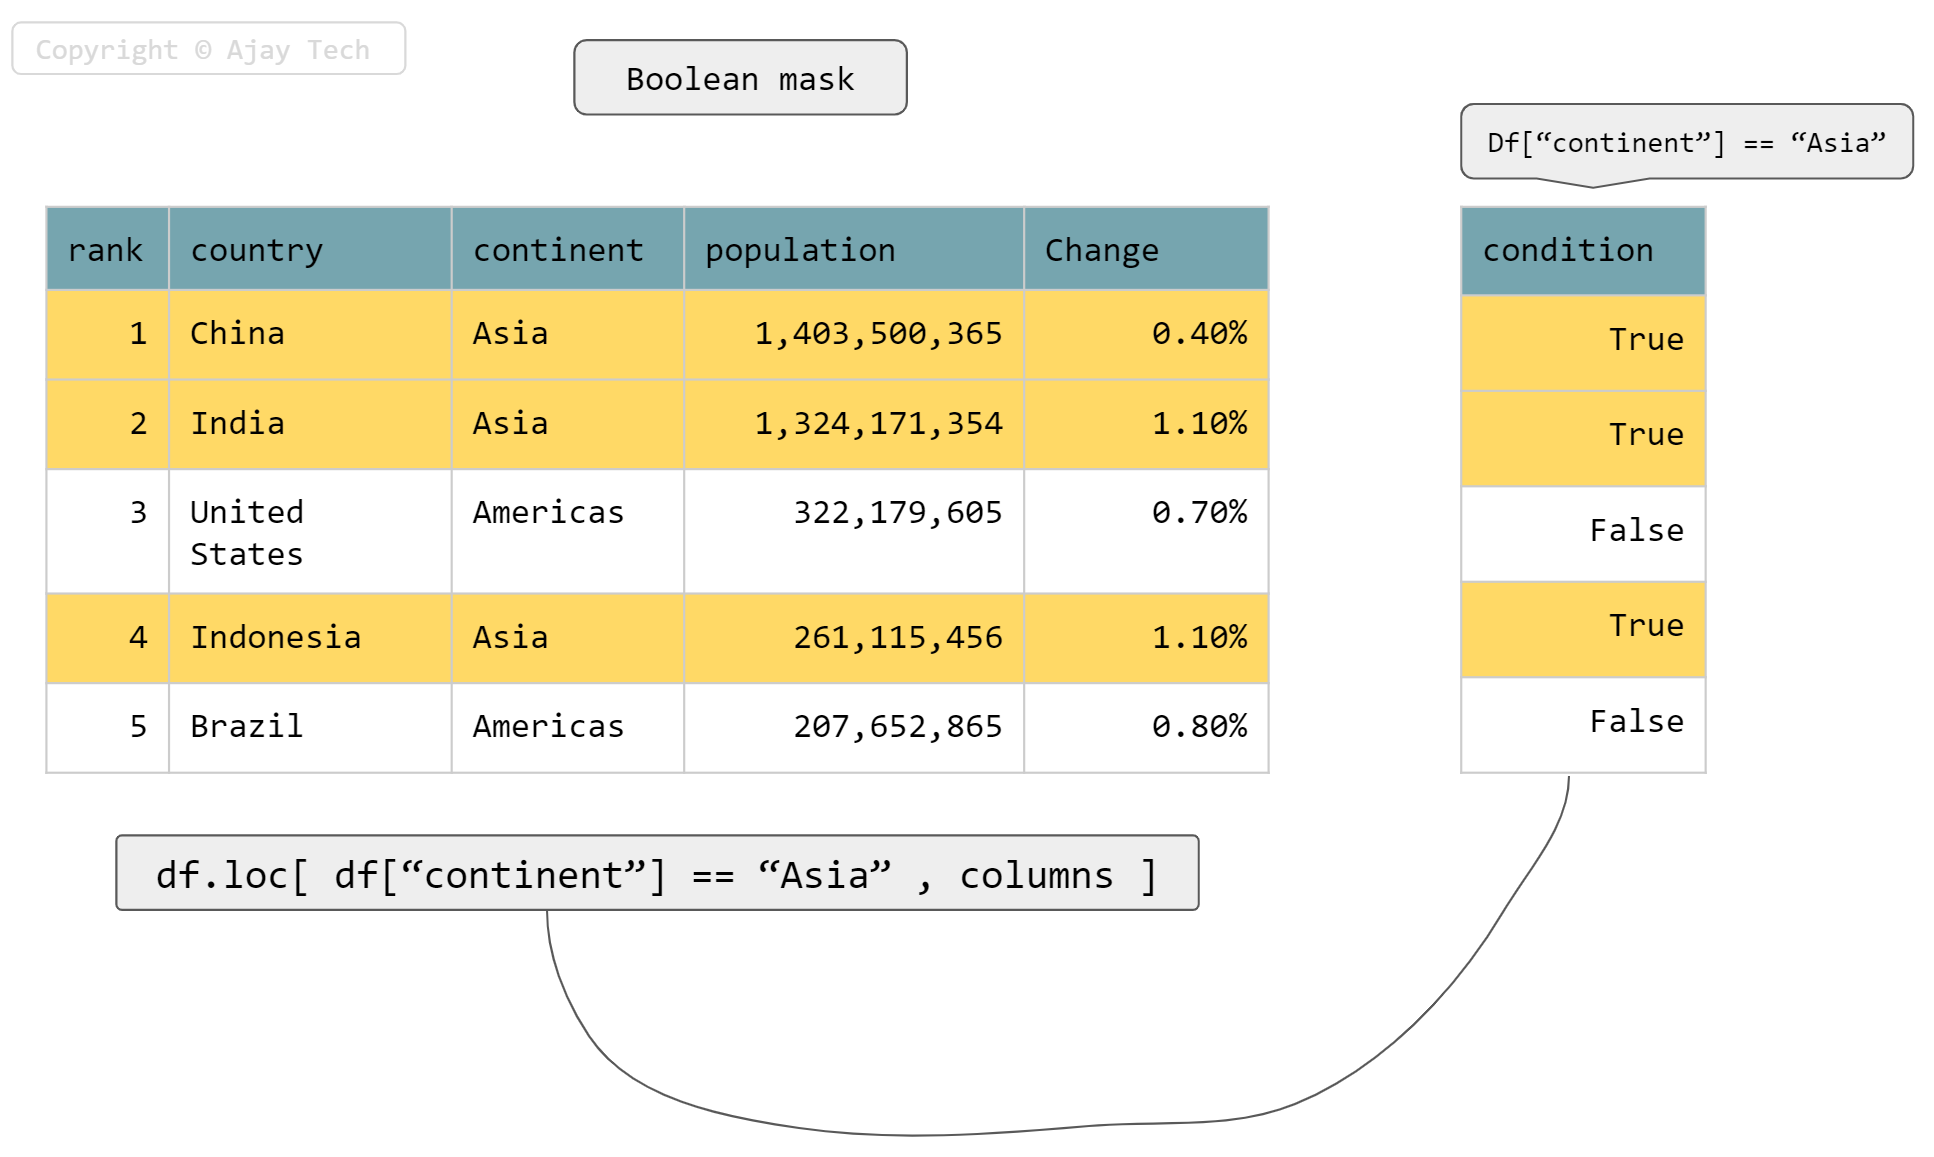 Copyright © Ajay Tech
Boolean mask
Df[“continent”] == “Asia”
rank country continent population Change
1 China Asia 1,403,500,365 0.40%
2 India Asia 1,324,171,354 1.10%
3 United States Americas 322,179,605 0.70%
4 Indonesia Asia 261,115,456 1.10%
5 Brazil Americas 207,652,865 0.80%
condition
True
True
False
True
False
df.loc[ df[“continent”] == “Asia” , columns ]